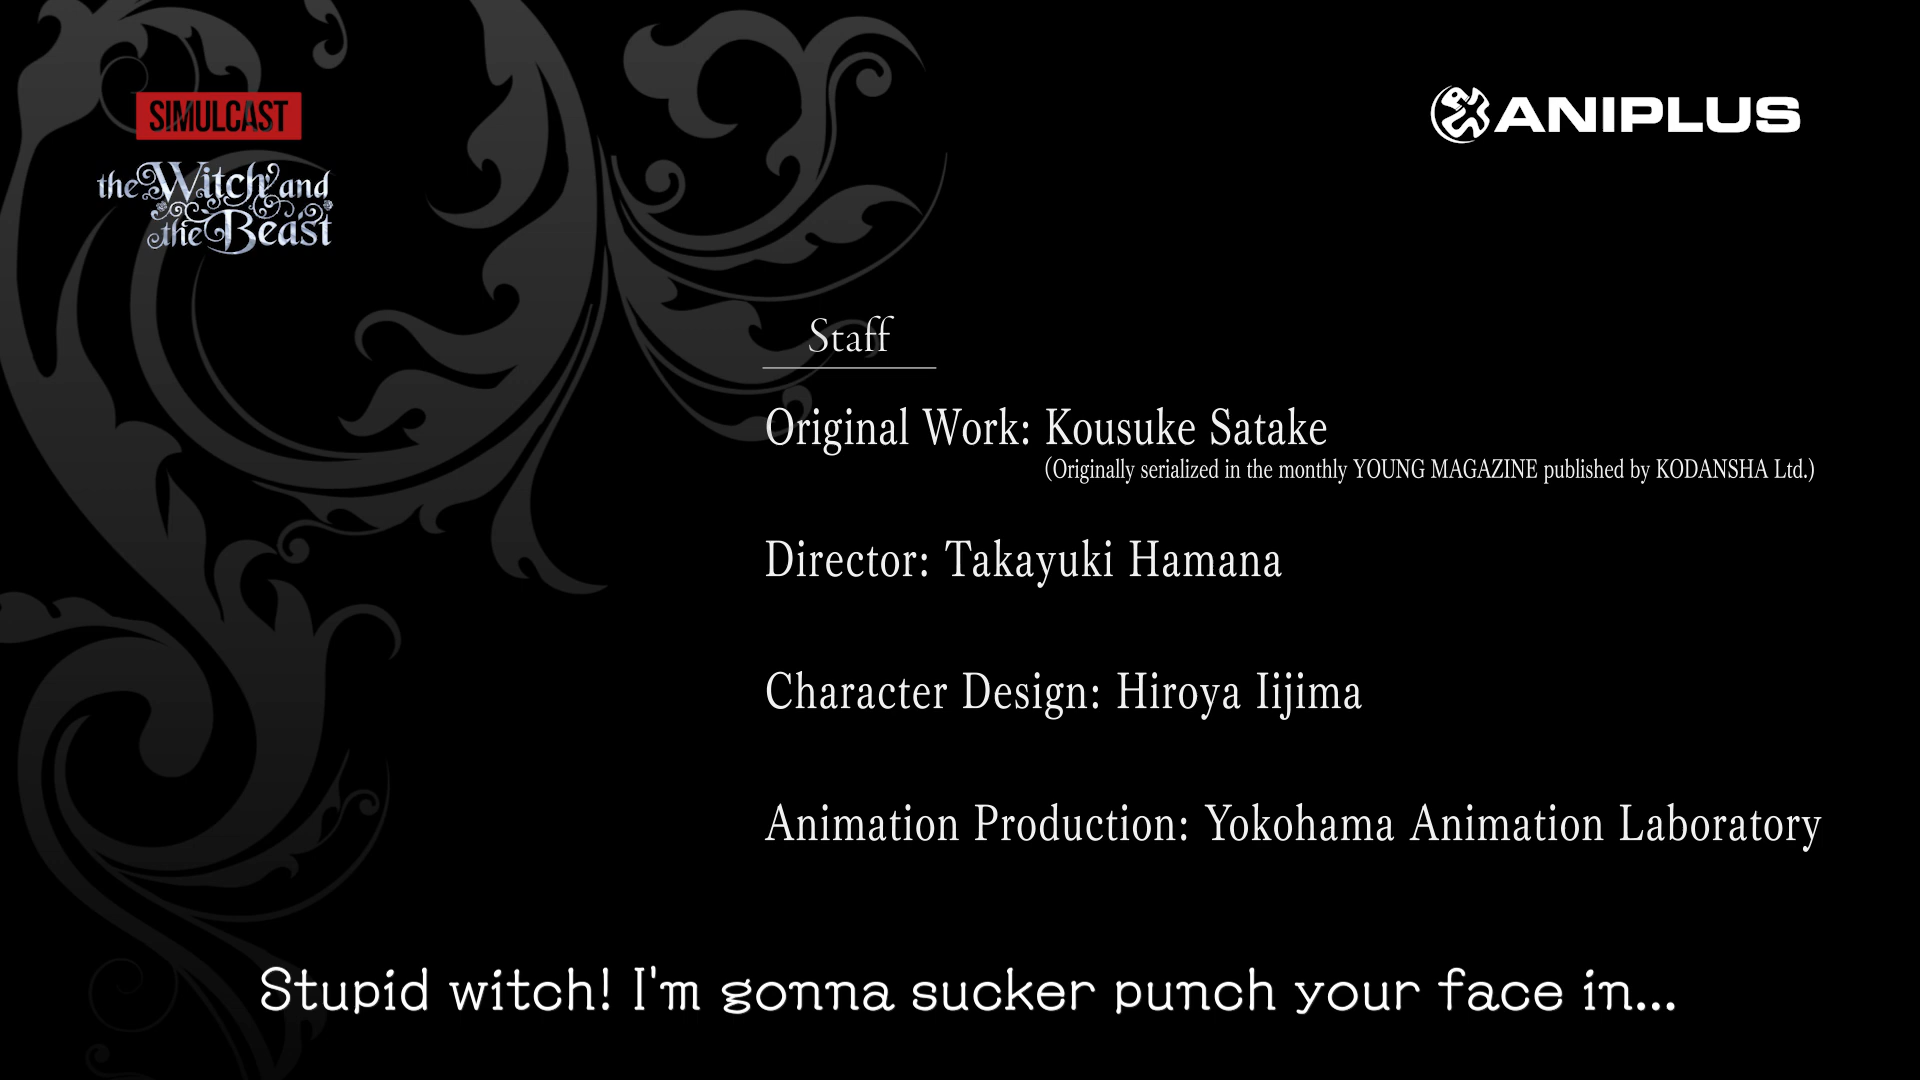 SIMULCAST
ANIPLUS
the Witch and
the Beast
Staff
Original Work: Kousuke Satake
(Originally serialized in the monthly YOUNG MAGAZINE published by KODANSHA Ltd.)
Director: Takayuki Hamana
Character Design: Hiroya Iijima
Animation Production: Yokohama Animation Laboratory
Stupid witch! I'm gonna sucker punch your face in...